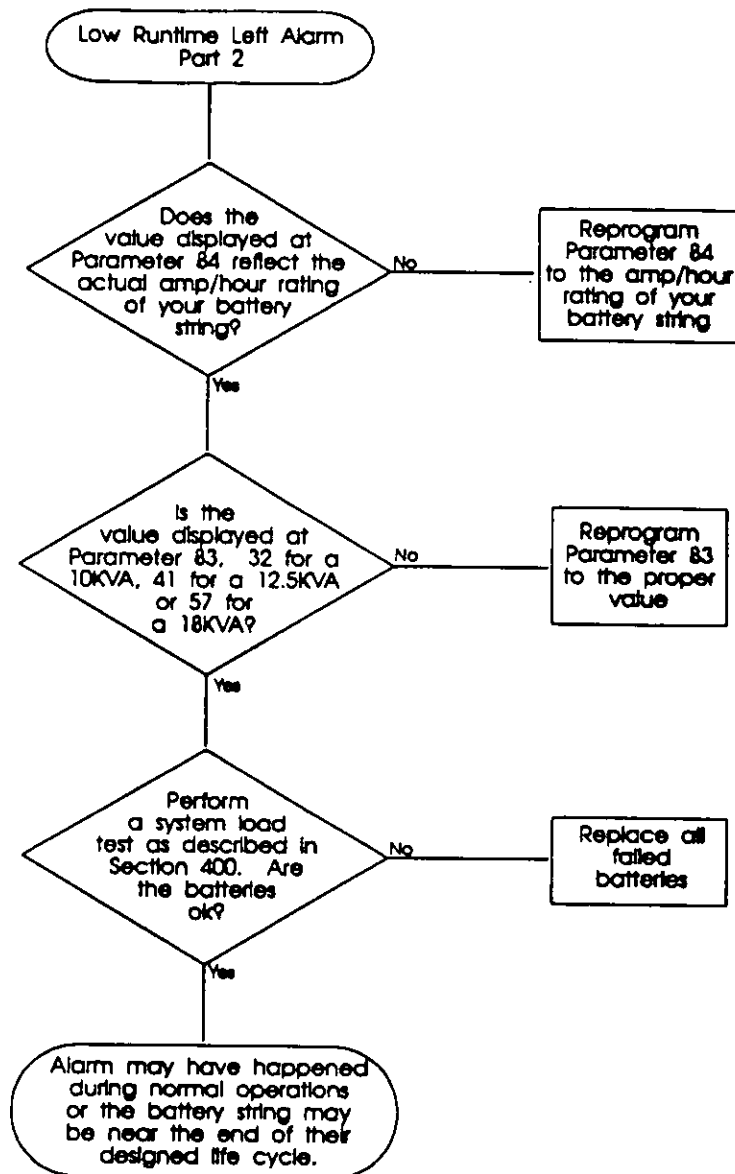 Low Runtime Left Alarm
Part 2
Does the
value displayed at
Parameter 84 reflect the
actual amp/hour rating
of your battery
string?
No
Reprogram
Parameter 84
to the amp/hour
rating of your
battery string
Yes
Is the
value displayed at
Parameter 83, 32 for a
10KVA, 41 for a 12.5KVA
or 57 for
a 18KVA?
No
Reprogram
Parameter 83
to the proper
value
Yes
Perform
a system load
test as described in
Section 400. Are
the batteries
ok?
No
Replace all
failed
batteries
Yes
Alarm may have happened
during normal operations
or the battery string may
be near the end of their
designed life cycle.